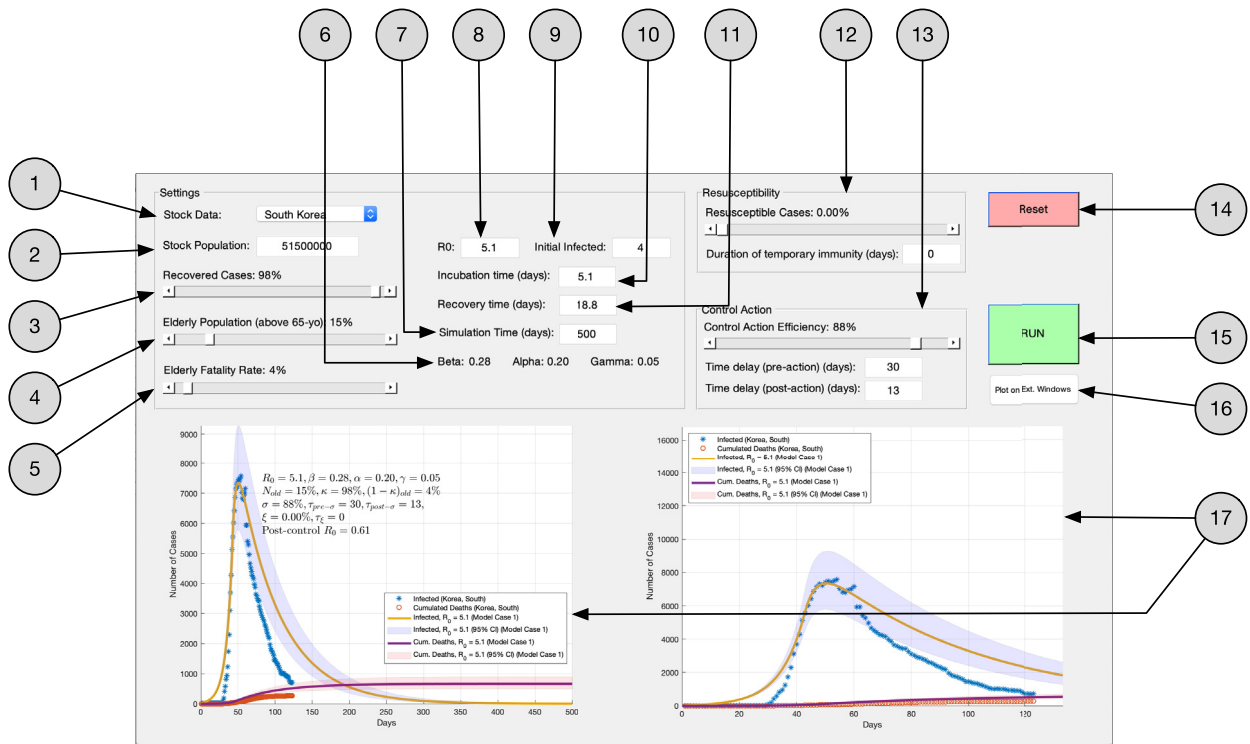 6 7 8 9 10 11 12 13
1
2
3
4
5
14
15
16
17
Settings
Stock Data: South Korea
Stock Population: 51500000
Recovered Cases: 98%
Elderly Population (above 65-yo): 15%
Elderly Fatality Rate: 4%
R0: 5.1 Initial Infected: 4
Incubation time (days): 5.1
Recovery time (days): 18.8
Simulation Time (days): 500
Beta: 0.28 Alpha: 0.20 Gamma: 0.05
Resusceptibility
Resusceptible Cases: 0.00%
Duration of temporary immunity (days): 0
Control Action
Control Action Efficiency: 88%
Time delay (pre-action) (days): 30
Time delay (post-action) (days): 13
Reset
RUN
Plot on Ext. Windows
9000
8000
7000
6000
5000
4000
3000
2000
1000
0
Number of Cases
R₀ = 5.1, β = 0.28, α = 0.20, γ = 0.05
N_old = 15%, κ = 98%, (1 − κ)_old = 4%
σ = 88%, τ_pre−σ = 30, τ_post−σ = 13,
ξ = 0.00%, τ_ξ = 0
Post-control R₀ = 0.61
Infected (Korea, South)
Cumulated Deaths (Korea, South)
Infected, R₀ = 5.1 (Model Case 1)
Infected, R₀ = 5.1 (95% CI) (Model Case 1)
Cum. Deaths, R₀ = 5.1 (Model Case 1)
Cum. Deaths, R₀ = 5.1 (95% CI) (Model Case 1)
0 50 100 150 200 250 300 350 400 450 500
Days
16000
14000
12000
10000
8000
6000
4000
2000
0
Number of Cases
Infected (Korea, South)
Cumulated Deaths (Korea, South)
Infected, R₀ = 5.1 (Model Case 1)
Infected, R₀ = 5.1 (95% CI) (Model Case 1)
Cum. Deaths, R₀ = 5.1 (Model Case 1)
Cum. Deaths, R₀ = 5.1 (95% CI) (Model Case 1)
0 20 40 60 80 100 120
Days